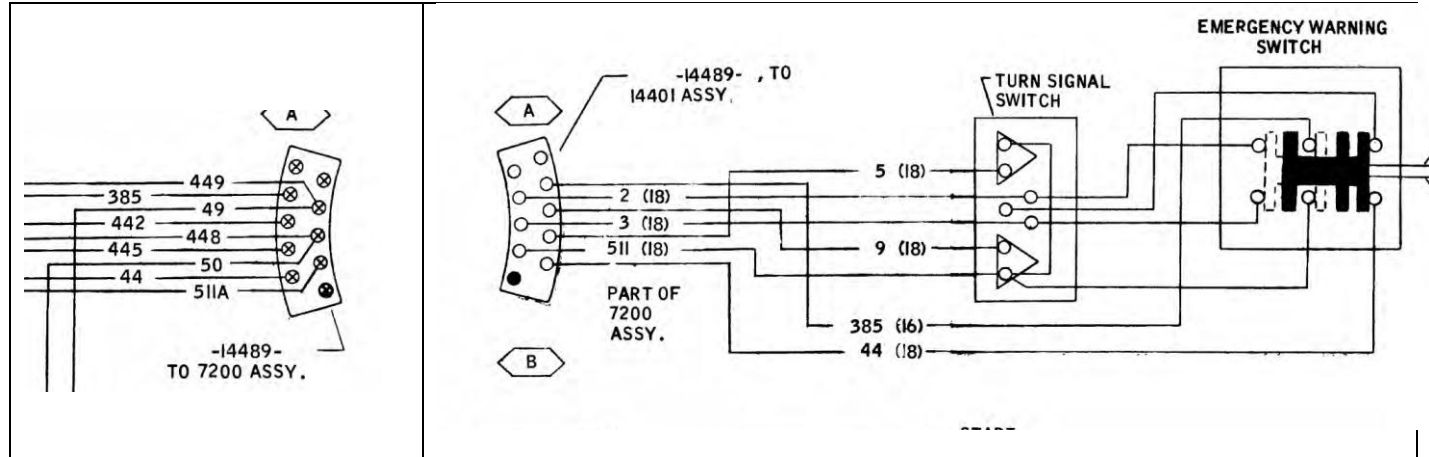 A
449
385
49
442
448
445
50
44
511A
-14489-
TO 7200 ASSY.
A
-14489- , TO
14401 ASSY.
TURN SIGNAL
SWITCH
EMERGENCY WARNING
SWITCH
5 (18)
2 (18)
3 (18)
511 (18)
9 (18)
PART OF
7200
ASSY.
385 (16)
44 (18)
B